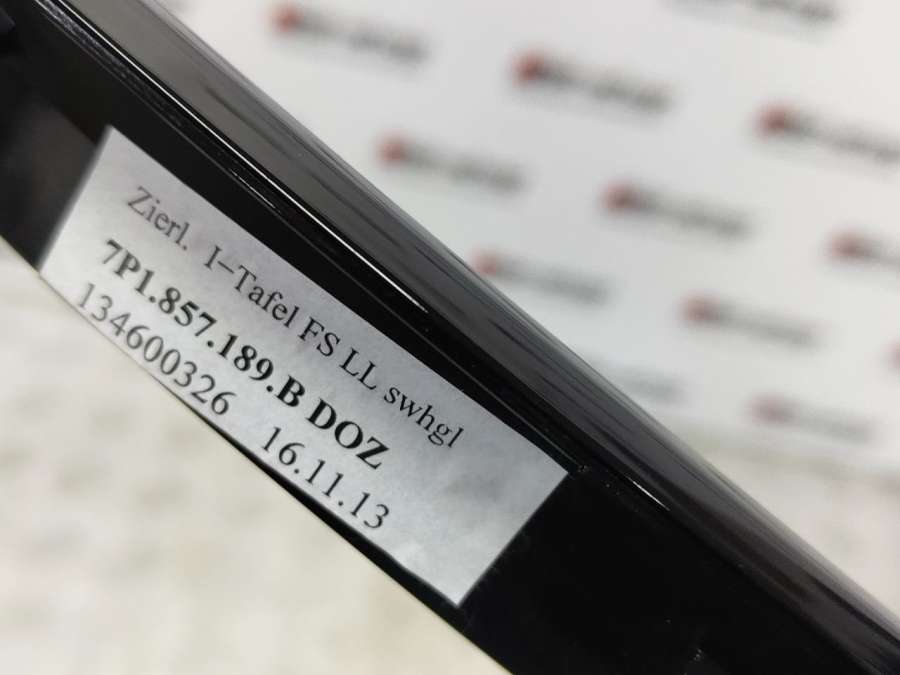 Zierl. I-Tafel FS LL swhgl
7P1.857.189.B DOZ
134600326 16.11.13